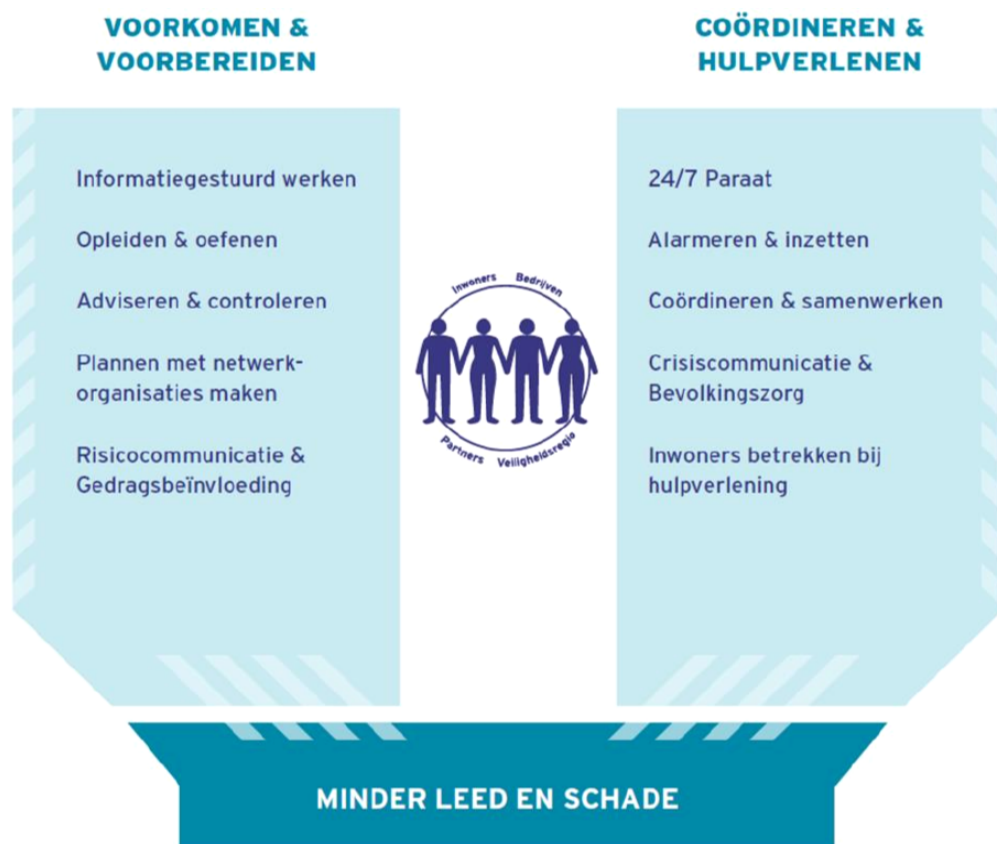 VOORKOMEN &
VOORBEREIDEN
Informatiegestuurd werken
Opleiden & oefenen
Adviseren & controleren
Plannen met netwerk-
organisaties maken
Risicocommunicatie &
Gedragsbeïnvloeding
Inwoners Bedrijven
Partners Veiligheidsregio
COÖRDINEREN &
HULPVERLENEN
24/7 Paraat
Alarmeren & inzetten
Coördineren & samenwerken
Crisiscommunicatie &
Bevolkingszorg
Inwoners betrekken bij
hulpverlening
MINDER LEED EN SCHADE